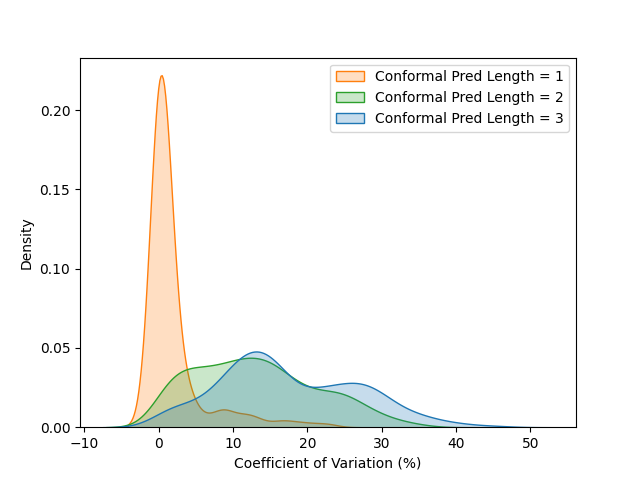 Conformal Pred Length = 1
Conformal Pred Length = 2
Conformal Pred Length = 3
0.20
0.15
0.10
0.05
0.00
Density
−10 0 10 20 30 40 50
Coefficient of Variation (%)